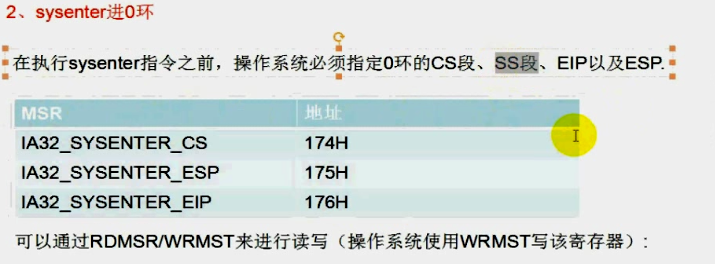 2、sysenter进0环
在执行sysenter指令之前，操作系统必须指定0环的CS段、SS段、EIP以及ESP.
MSR 地址
IA32_SYSENTER_CS 174H
IA32_SYSENTER_ESP 175H
IA32_SYSENTER_EIP 176H
可以通过RDMSR/WRMST来进行读写（操作系统使用WRMST写该寄存器）：